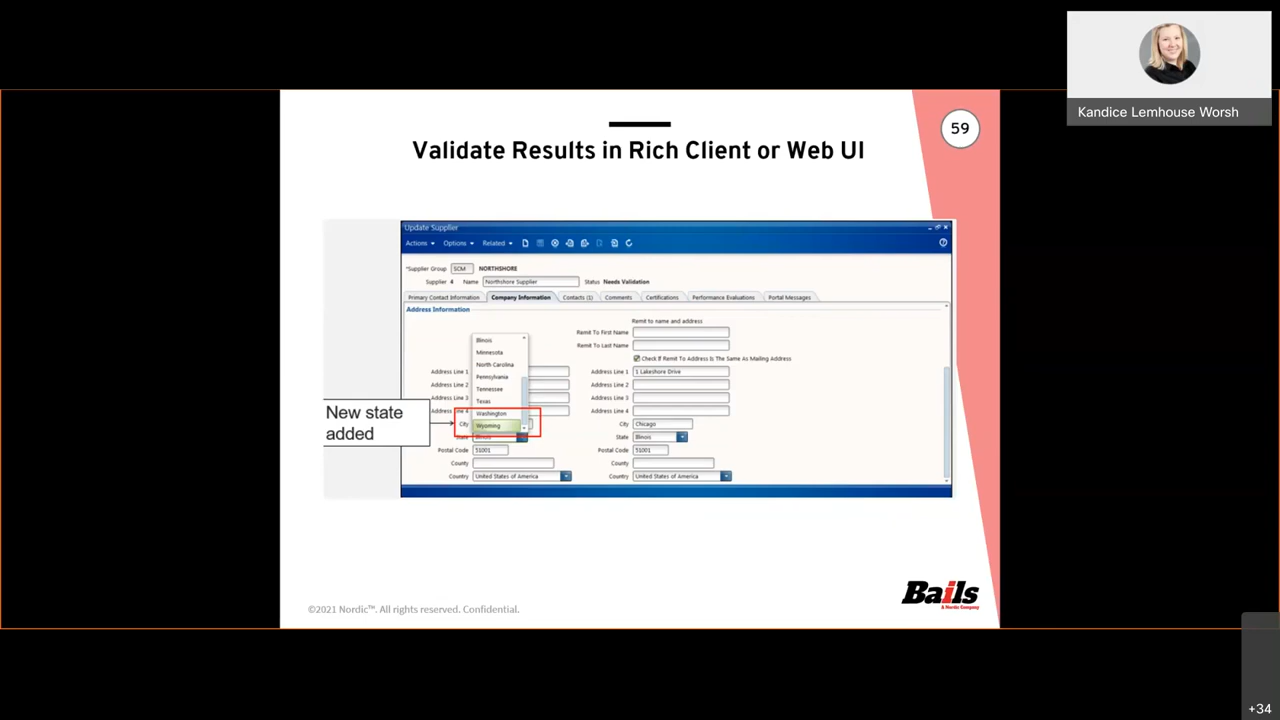 Kandice Lemhouse Worsh
59
Validate Results in Rich Client or Web UI
Update Supplier
Actions Options Related
*Supplier Group SCM NORTHSHORE
Supplier 4 Name Northshore Supplier Status Needs Validation
Primary Contact Information Company Information Contacts (1) Comments Certifications Performance Evaluations Portal Messages
Address Information
Remit to name and address
Remit To First Name
Remit To Last Name
Check If Remit To Address Is The Same As Mailing Address
Illinois
Minnesota
North Carolina
Pennsylvania
Tennessee
Texas
Washington
Wyoming
Address Line 1 Address Line 1 1 Lakeshore Drive
Address Line 2 Address Line 2
Address Line 3 Address Line 3
Address Line 4 Address Line 4
City City Chicago
State Illinois State Illinois
Postal Code 51001 Postal Code 51001
County County
Country United States of America Country United States of America
New state
added
©2021 Nordic™. All rights reserved. Confidential.
Bails
A Nordic Company
+34